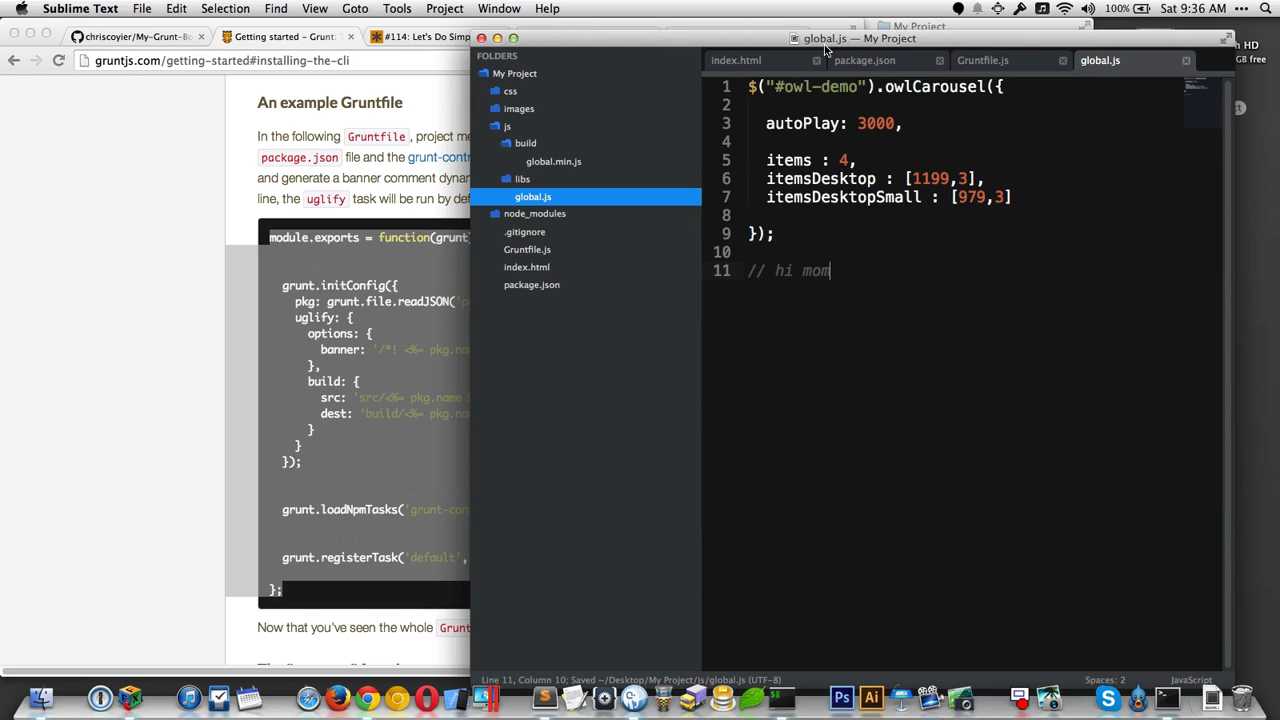 Sublime Text File Edit Selection Find View Goto Tools Project Window Help
100% Sat 9:36 AM
chriscoyier/My-Grunt-B
Getting started - Grunt:
#114: Let's Do Simp
gruntjs.com/getting-started#installing-the-cli
An example Gruntfile
In the following Gruntfile, project me
package.json file and the grunt-contr
and generate a banner comment dynam
line, the uglify task will be run by def
module.exports = function(grunt)
grunt.initConfig({
pkg: grunt.file.readJSON('p
uglify: {
options: {
banner: '/*! <%= pkg.na
},
build: {
src: 'src/<%= pkg.name
dest: 'build/<%= pkg.na
}
}
});
grunt.loadNpmTasks('grunt-con
grunt.registerTask('default',
};
Now that you've seen the whole Grunt
My Project
global.js — My Project
HD
GB free
FOLDERS
My Project
css
images
js
build
global.min.js
libs
global.js
node_modules
.gitignore
Gruntfile.js
index.html
package.json
index.html package.json Gruntfile.js global.js
1 $("#owl-demo").owlCarousel({
2
3 autoPlay: 3000,
4
5 items : 4,
6 itemsDesktop : [1199,3],
7 itemsDesktopSmall : [979,3]
8
9 });
10
11 // hi mom
Line 11, Column 10; Saved ~/Desktop/My Project/js/global.js (UTF-8)
Spaces: 2 JavaScript
Ps Ai